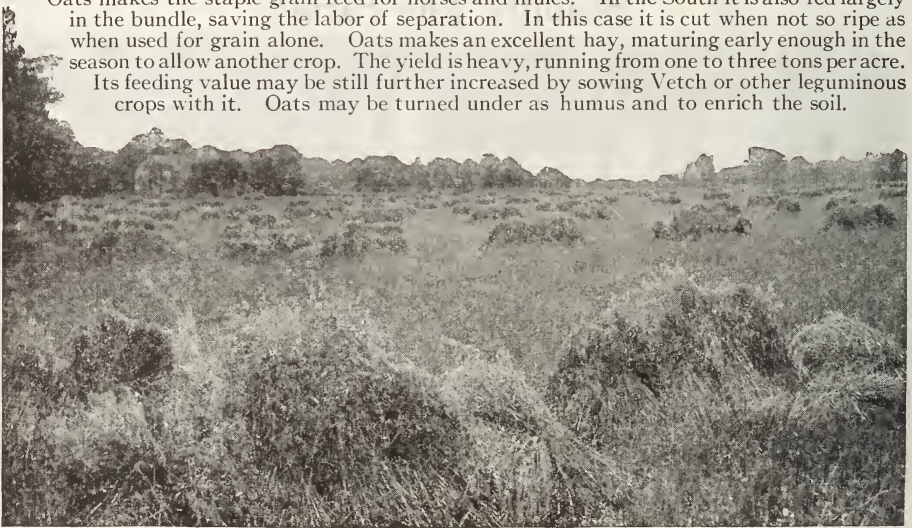 Oats makes the staple grain feed for horses and mules. In the South it is also fed largely
in the bundle, saving the labor of separation. In this case it is cut when not so ripe as
when used for grain alone. Oats makes an excellent hay, maturing early enough in the
season to allow another crop. The yield is heavy, running from one to three tons per acre.
Its feeding value may be still further increased by sowing Vetch or other leguminous
crops with it. Oats may be turned under as humus and to enrich the soil.